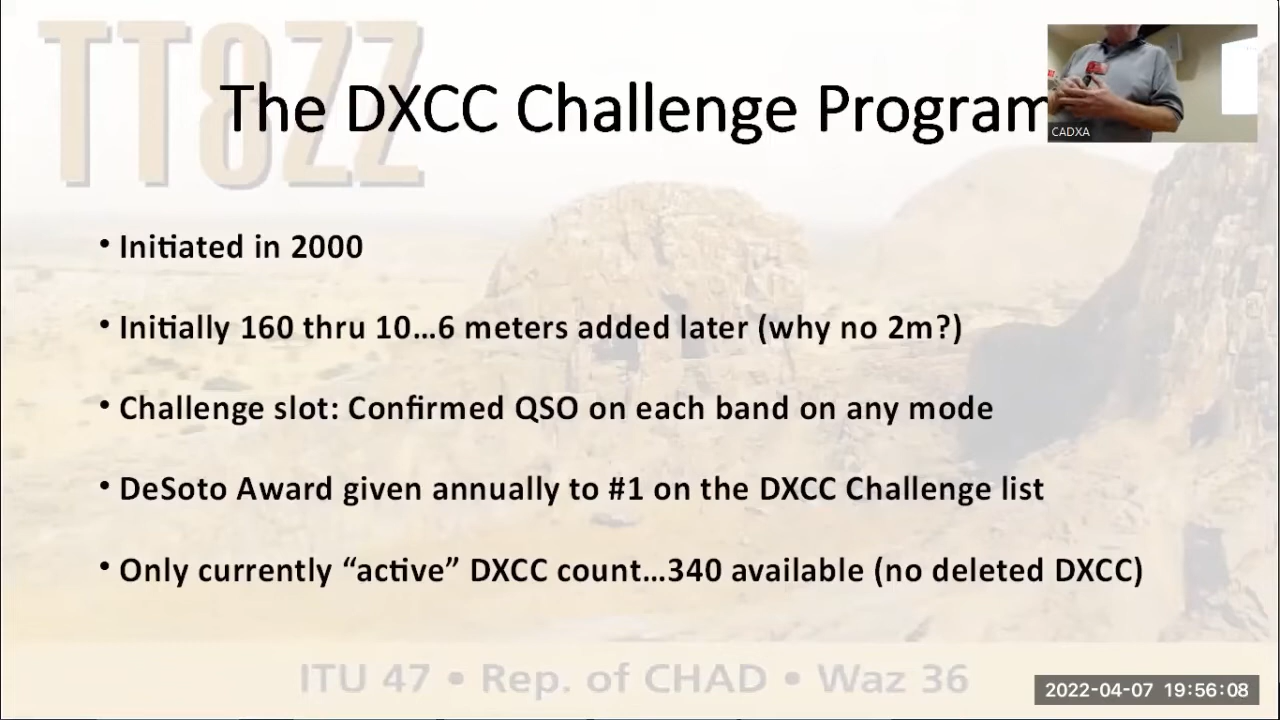 TT8ZZ
The DXCC Challenge Program
CADXA
• Initiated in 2000
• Initially 160 thru 10...6 meters added later (why no 2m?)
• Challenge slot: Confirmed QSO on each band on any mode
• DeSoto Award given annually to #1 on the DXCC Challenge list
• Only currently “active” DXCC count...340 available (no deleted DXCC)
ITU 47 • Rep. of CHAD • Waz 36
2022-04-07 19:56:08